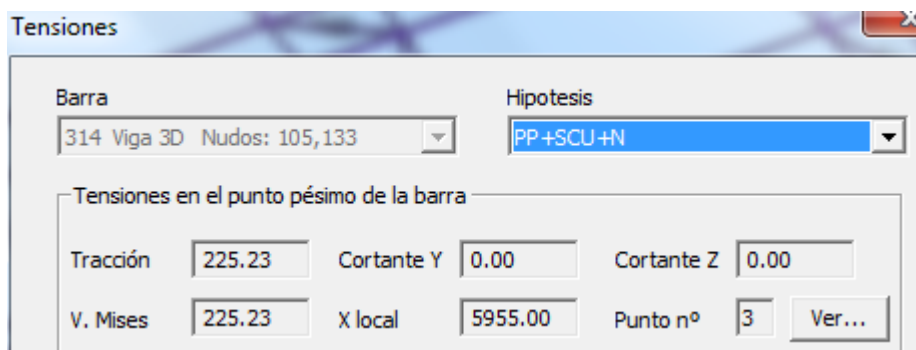 Tensiones
Barra Hipotesis
314 Viga 3D Nudos: 105,133 PP+SCU+N
Tensiones en el punto pésimo de la barra
Tracción 225.23 Cortante Y 0.00 Cortante Z 0.00
V. Mises 225.23 X local 5955.00 Punto nº 3 Ver...